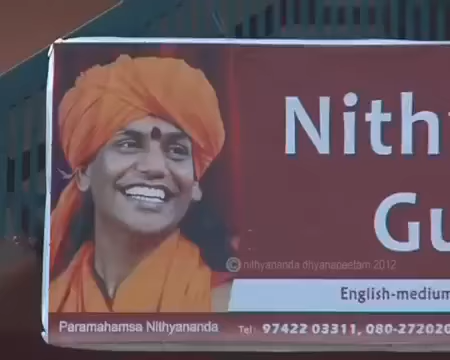 Nith
Gu
© nithyananda dhyanapeetam 2012
English-medium
Paramahamsa Nithyananda Tel: 97422 03311, 080-272020